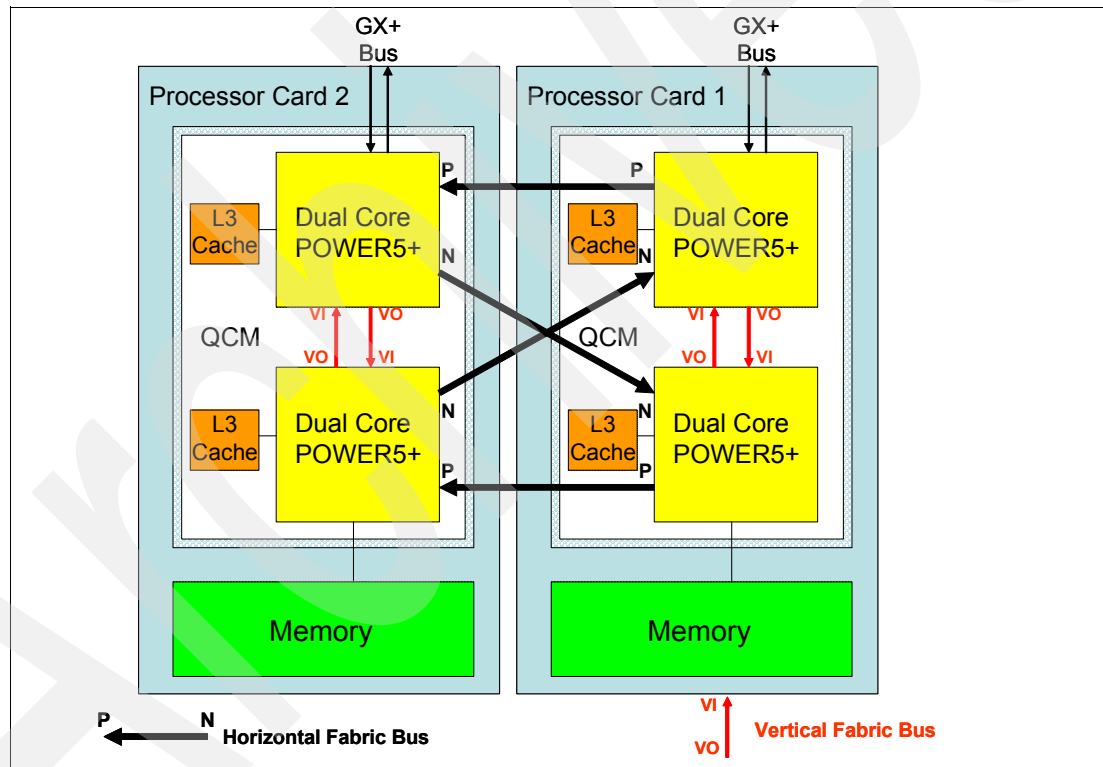 GX+
Bus
GX+
Bus
Processor Card 2
Processor Card 1
P
P
L3
Cache
Dual Core
POWER5+
L3
Cache
Dual Core
POWER5+
N
N
VI
VO
VI
VO
QCM
QCM
VO
VI
VO
VI
N
N
L3
Cache
Dual Core
POWER5+
L3
Cache
Dual Core
POWER5+
P
P
Memory
Memory
P N
Horizontal Fabric Bus
VI
VO
Vertical Fabric Bus